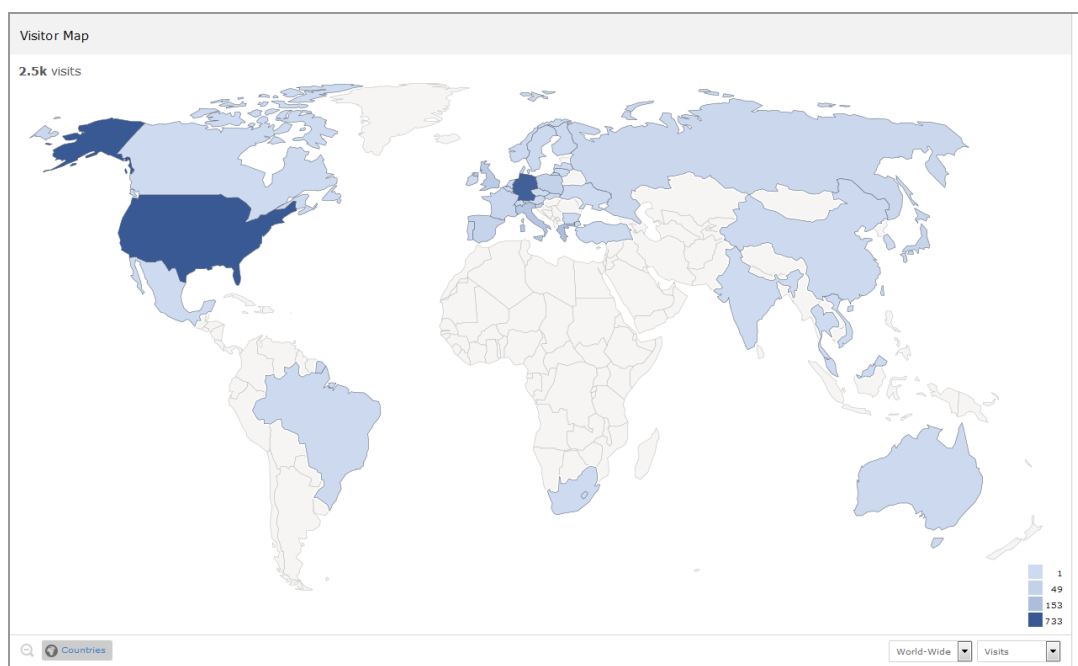 Visitor Map
2.5k visits
1
49
153
733
Countries
World-Wide
Visits